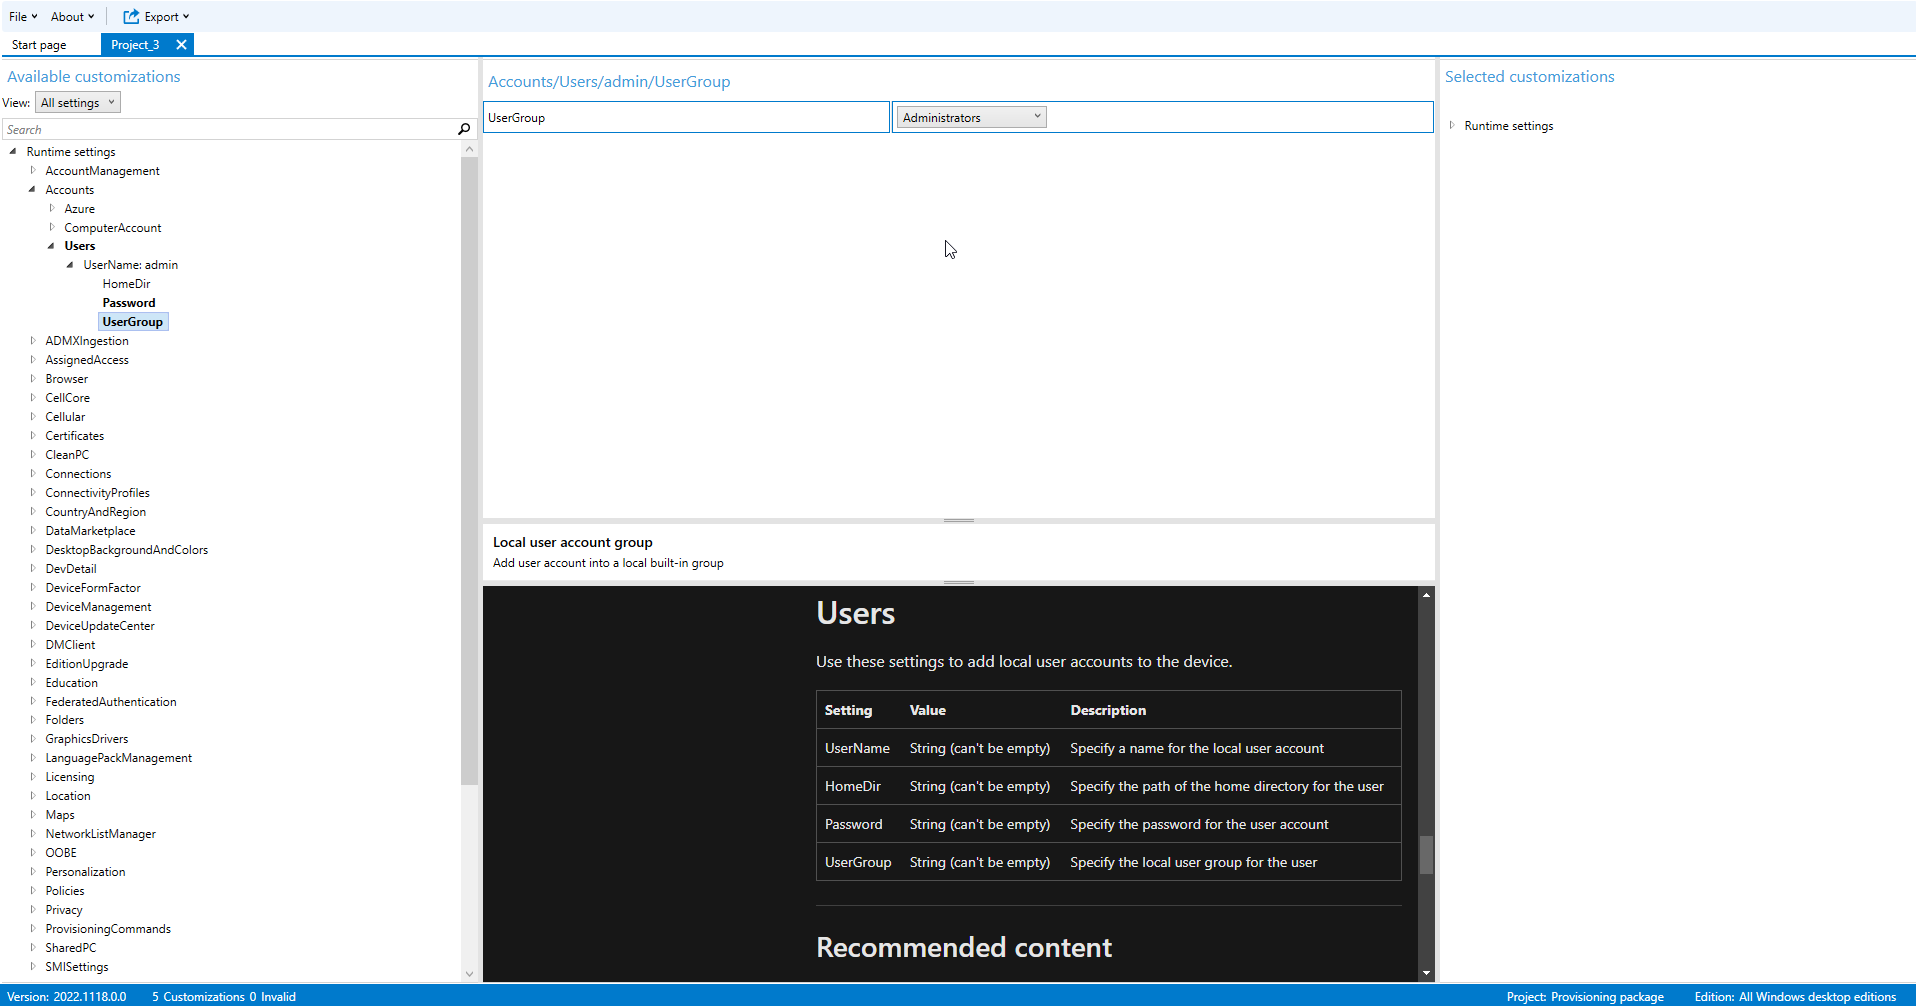 File About Export
Start page Project_3
Available customizations
View: All settings
Search
Runtime settings
AccountManagement
Accounts
Azure
ComputerAccount
Users
UserName: admin
HomeDir
Password
UserGroup
ADMXIngestion
AssignedAccess
Browser
CellCore
Cellular
Certificates
CleanPC
Connections
ConnectivityProfiles
CountryAndRegion
DataMarketplace
DesktopBackgroundAndColors
DevDetail
DeviceFormFactor
DeviceManagement
DeviceUpdateCenter
DMClient
EditionUpgrade
Education
FederatedAuthentication
Folders
GraphicsDrivers
LanguagePackManagement
Licensing
Location
Maps
NetworkListManager
OOBE
Personalization
Policies
Privacy
ProvisioningCommands
SharedPC
SMISettings
Accounts/Users/admin/UserGroup
UserGroup Administrators
Local user account group
Add user account into a local built-in group
Users
Use these settings to add local user accounts to the device.
Setting Value Description
UserName String (can't be empty) Specify a name for the local user account
HomeDir String (can't be empty) Specify the path of the home directory for the user
Password String (can't be empty) Specify the password for the user account
UserGroup String (can't be empty) Specify the local user group for the user
Recommended content
Selected customizations
Runtime settings
Version: 2022.1118.0.0 5 Customizations 0 Invalid Project: Provisioning package Edition: All Windows desktop editions